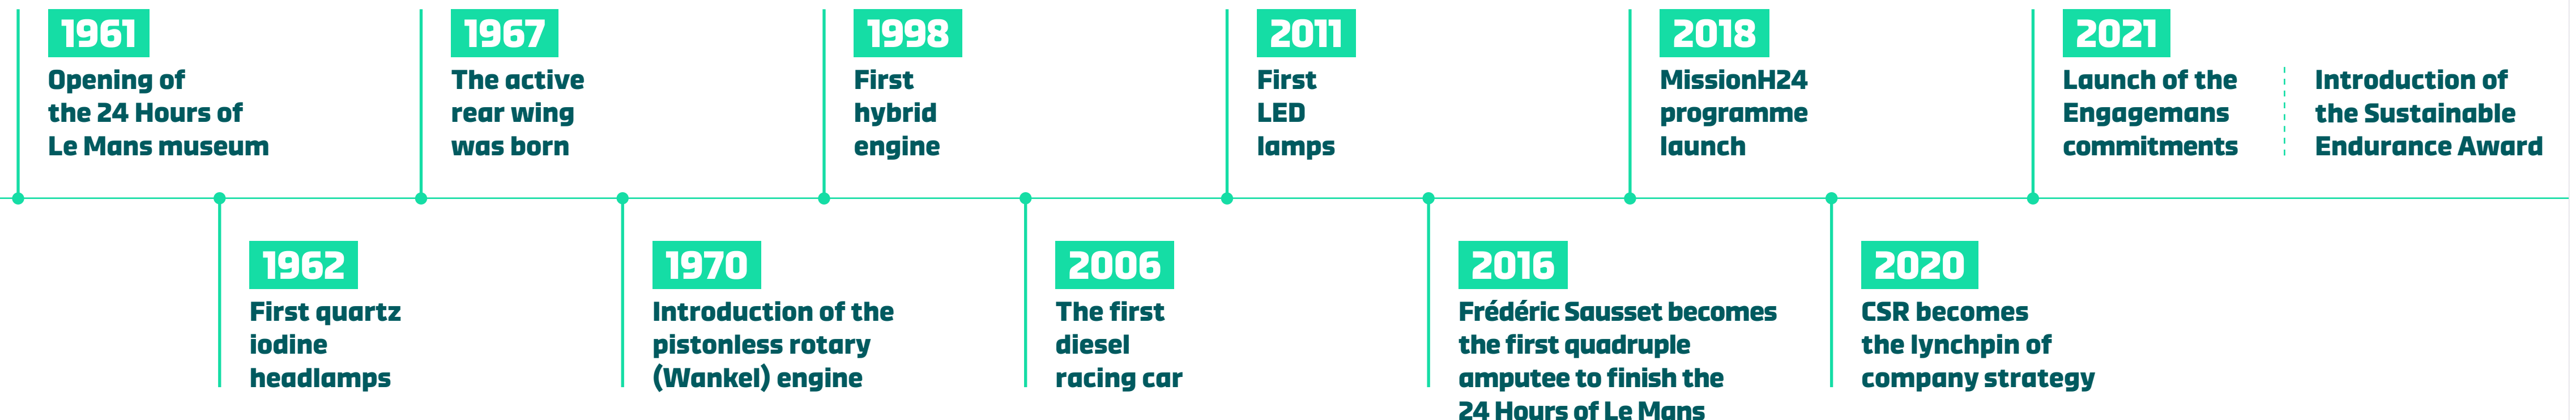 1961
Opening of
the 24 Hours of
Le Mans museum
1962
First quartz
iodine
headlamps
1967
The active
rear wing
was born
1970
Introduction of the
pistonless rotary
(Wankel) engine
1998
First
hybrid
engine
2006
The first
diesel
racing car
2011
First
LED
lamps
2016
Frédéric Sausset becomes
the first quadruple
amputee to finish the
24 Hours of Le Mans
2018
MissionH24
programme
launch
2020
CSR becomes
the lynchpin of
company strategy
2021
Launch of the
Engagemans
commitments
Introduction of
the Sustainable
Endurance Award